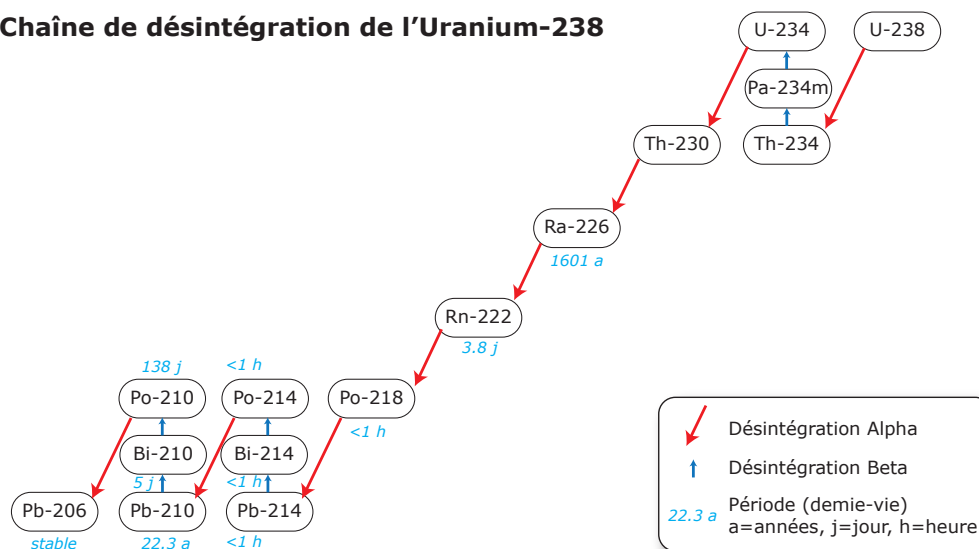 Chaîne de désintégration de l’Uranium-238
U-234
U-238
Pa-234m
Th-230
Th-234
Ra-226
1601 a
Rn-222
3.8 j
138 j
<1 h
Po-210
Po-214
Po-218
<1 h
Bi-210
Bi-214
5 j
<1 h
Pb-206
Pb-210
Pb-214
stable
22.3 a
<1 h
Désintégration Alpha
Désintégration Beta
22.3 a
Période (demie-vie)
a=années, j=jour, h=heure